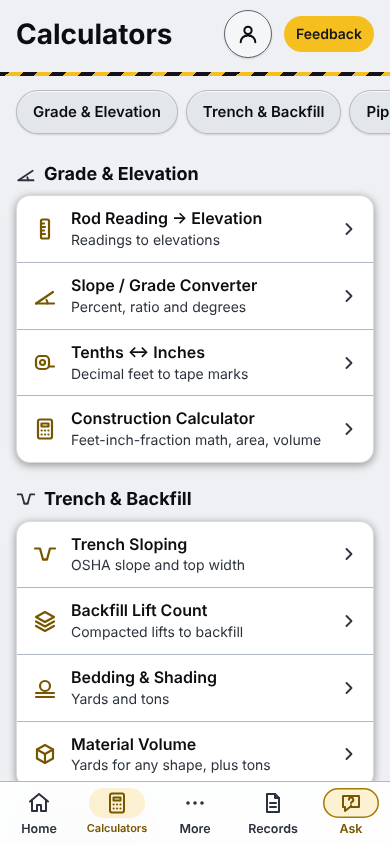 Calculators
Feedback
Grade & Elevation
Trench & Backfill
Pip
Grade & Elevation
Rod Reading → Elevation
Readings to elevations
Slope / Grade Converter
Percent, ratio and degrees
Tenths ↔ Inches
Decimal feet to tape marks
Construction Calculator
Feet-inch-fraction math, area, volume
Trench & Backfill
Trench Sloping
OSHA slope and top width
Backfill Lift Count
Compacted lifts to backfill
Bedding & Shading
Yards and tons
Material Volume
Yards for any shape, plus tons
Home
Calculators
More
Records
Ask